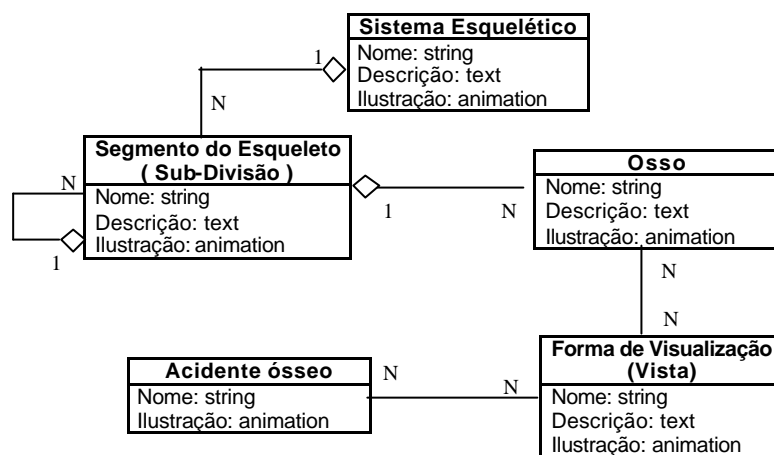 Sistema Esquelético
Nome: string
Descrição: text
Ilustração: animation
1
N
Segmento do Esqueleto
( Sub-Divisão )
Nome: string
Descrição: text
Ilustração: animation
N
1
1
N
Osso
Nome: string
Descrição: text
Ilustração: animation
N
N
Forma de Visualização
(Vista)
Nome: string
Descrição: text
Ilustração: animation
Acidente ósseo
Nome: string
Ilustração: animation
N
N